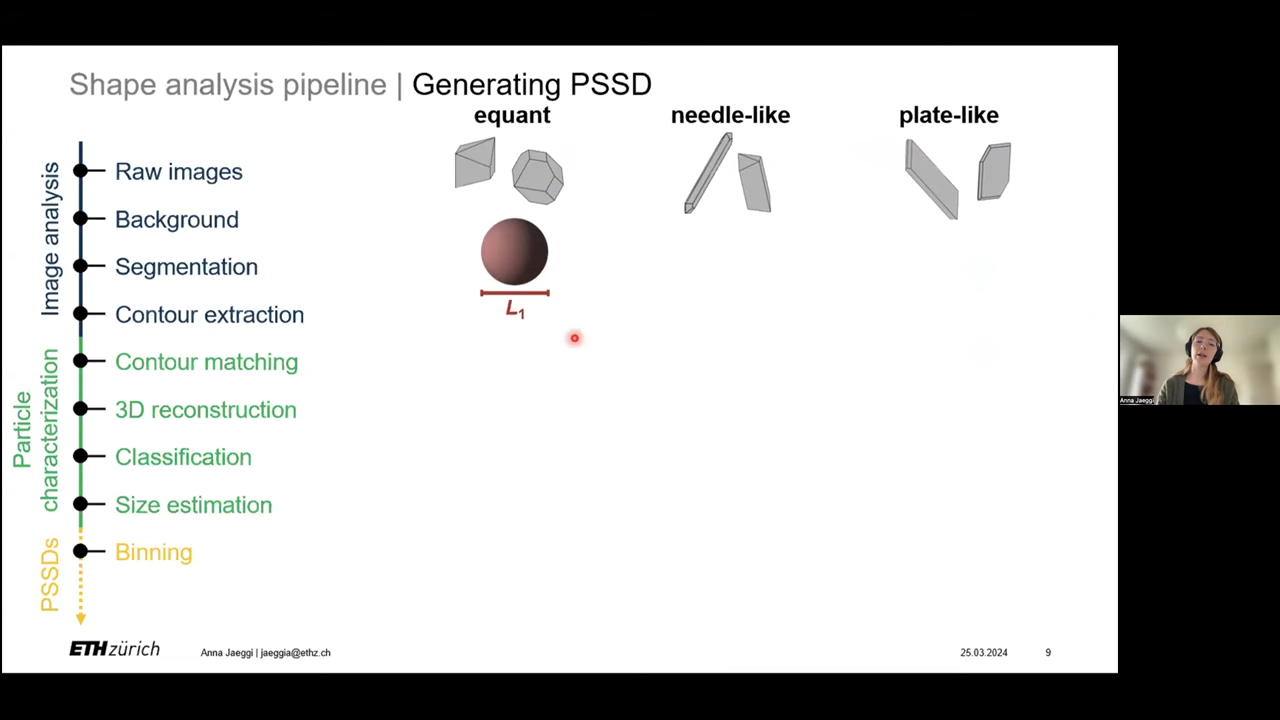 Shape analysis pipeline | Generating PSSD
equant
needle-like
plate-like
Image analysis
Raw images
Background
Segmentation
Contour extraction
L1
Particle
characterization
Contour matching
3D reconstruction
Classification
Size estimation
PSSDs
Binning
ETH zürich
Anna Jaeggi | jaeggia@ethz.ch
25.03.2024
9
Anna Jaeggi